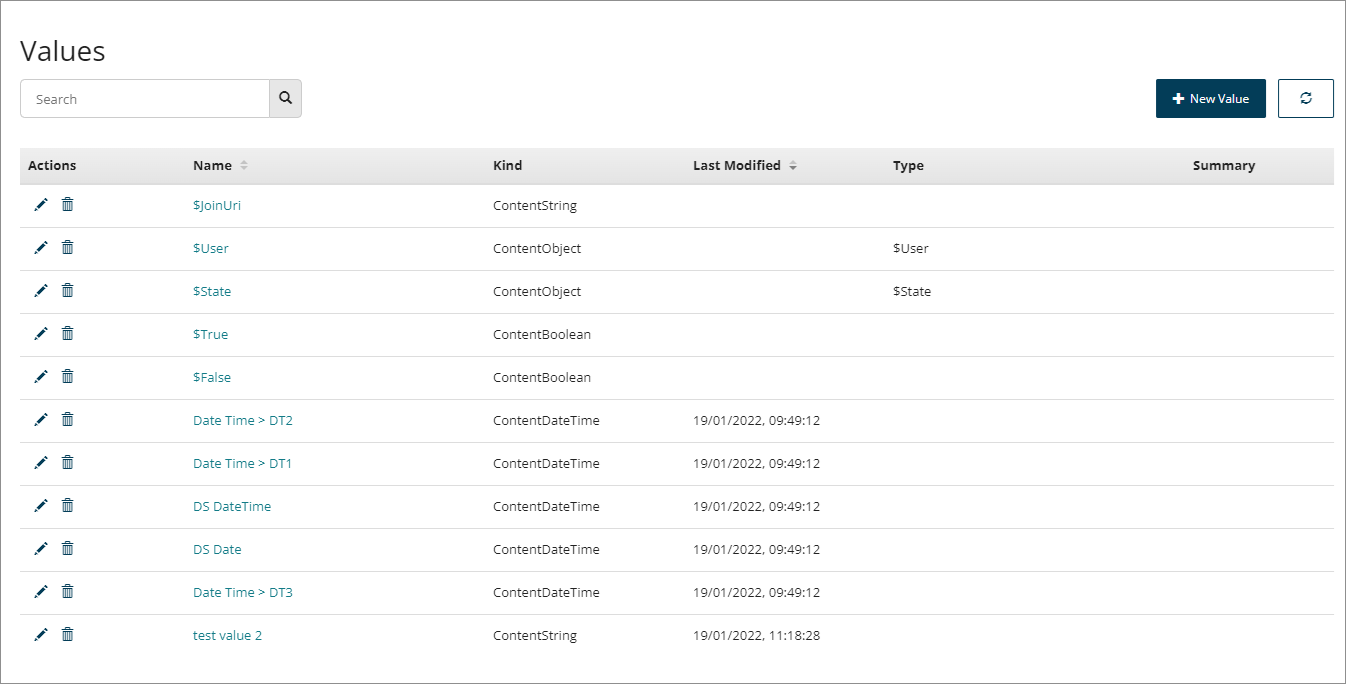 Values
Search
New Value
Actions Name Kind Last Modified Type Summary
$JoinUri ContentString
$User ContentObject $User
$State ContentObject $State
$True ContentBoolean
$False ContentBoolean
Date Time > DT2 ContentDateTime 19/01/2022, 09:49:12
Date Time > DT1 ContentDateTime 19/01/2022, 09:49:12
DS DateTime ContentDateTime 19/01/2022, 09:49:12
DS Date ContentDateTime 19/01/2022, 09:49:12
Date Time > DT3 ContentDateTime 19/01/2022, 09:49:12
test value 2 ContentString 19/01/2022, 11:18:28